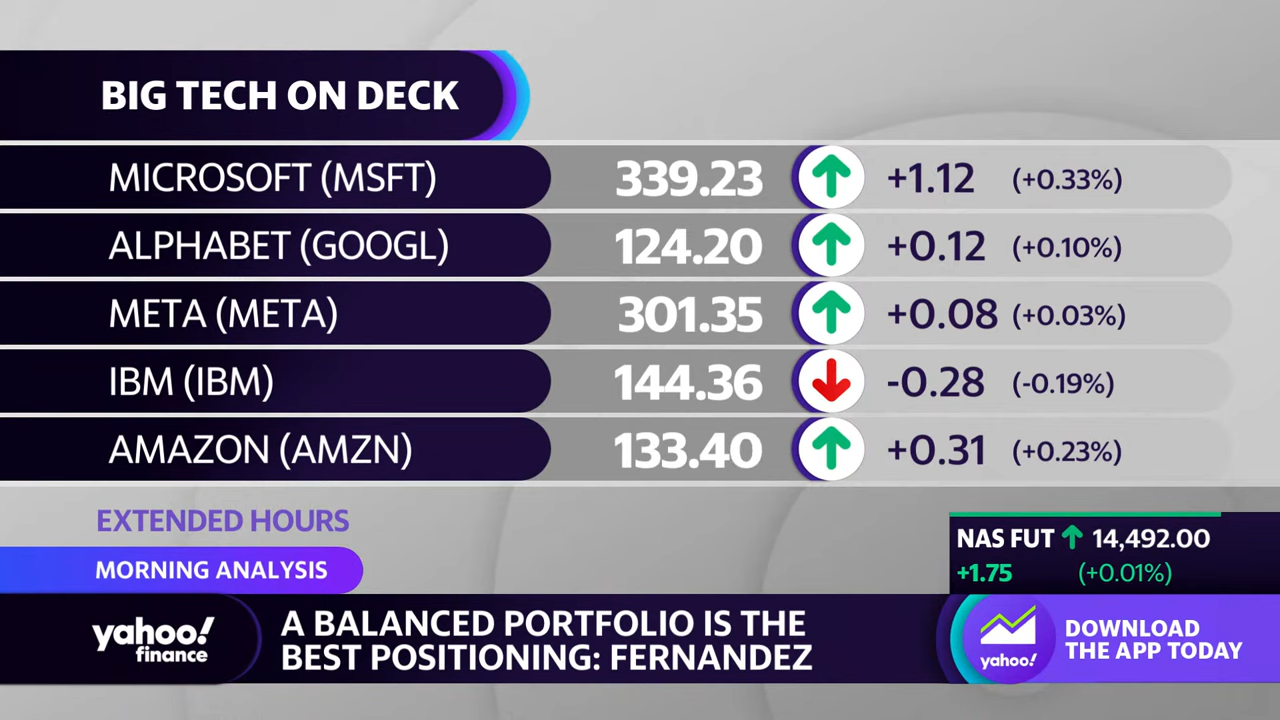 BIG TECH ON DECK
MICROSOFT (MSFT) 339.23 +1.12 (+0.33%)
ALPHABET (GOOGL) 124.20 +0.12 (+0.10%)
META (META) 301.35 +0.08 (+0.03%)
IBM (IBM) 144.36 -0.28 (-0.19%)
AMAZON (AMZN) 133.40 +0.31 (+0.23%)
EXTENDED HOURS
MORNING ANALYSIS
NAS FUT 14,492.00
+1.75 (+0.01%)
yahoo!
finance
A BALANCED PORTFOLIO IS THE
BEST POSITIONING: FERNANDEZ
yahoo!
DOWNLOAD
THE APP TODAY